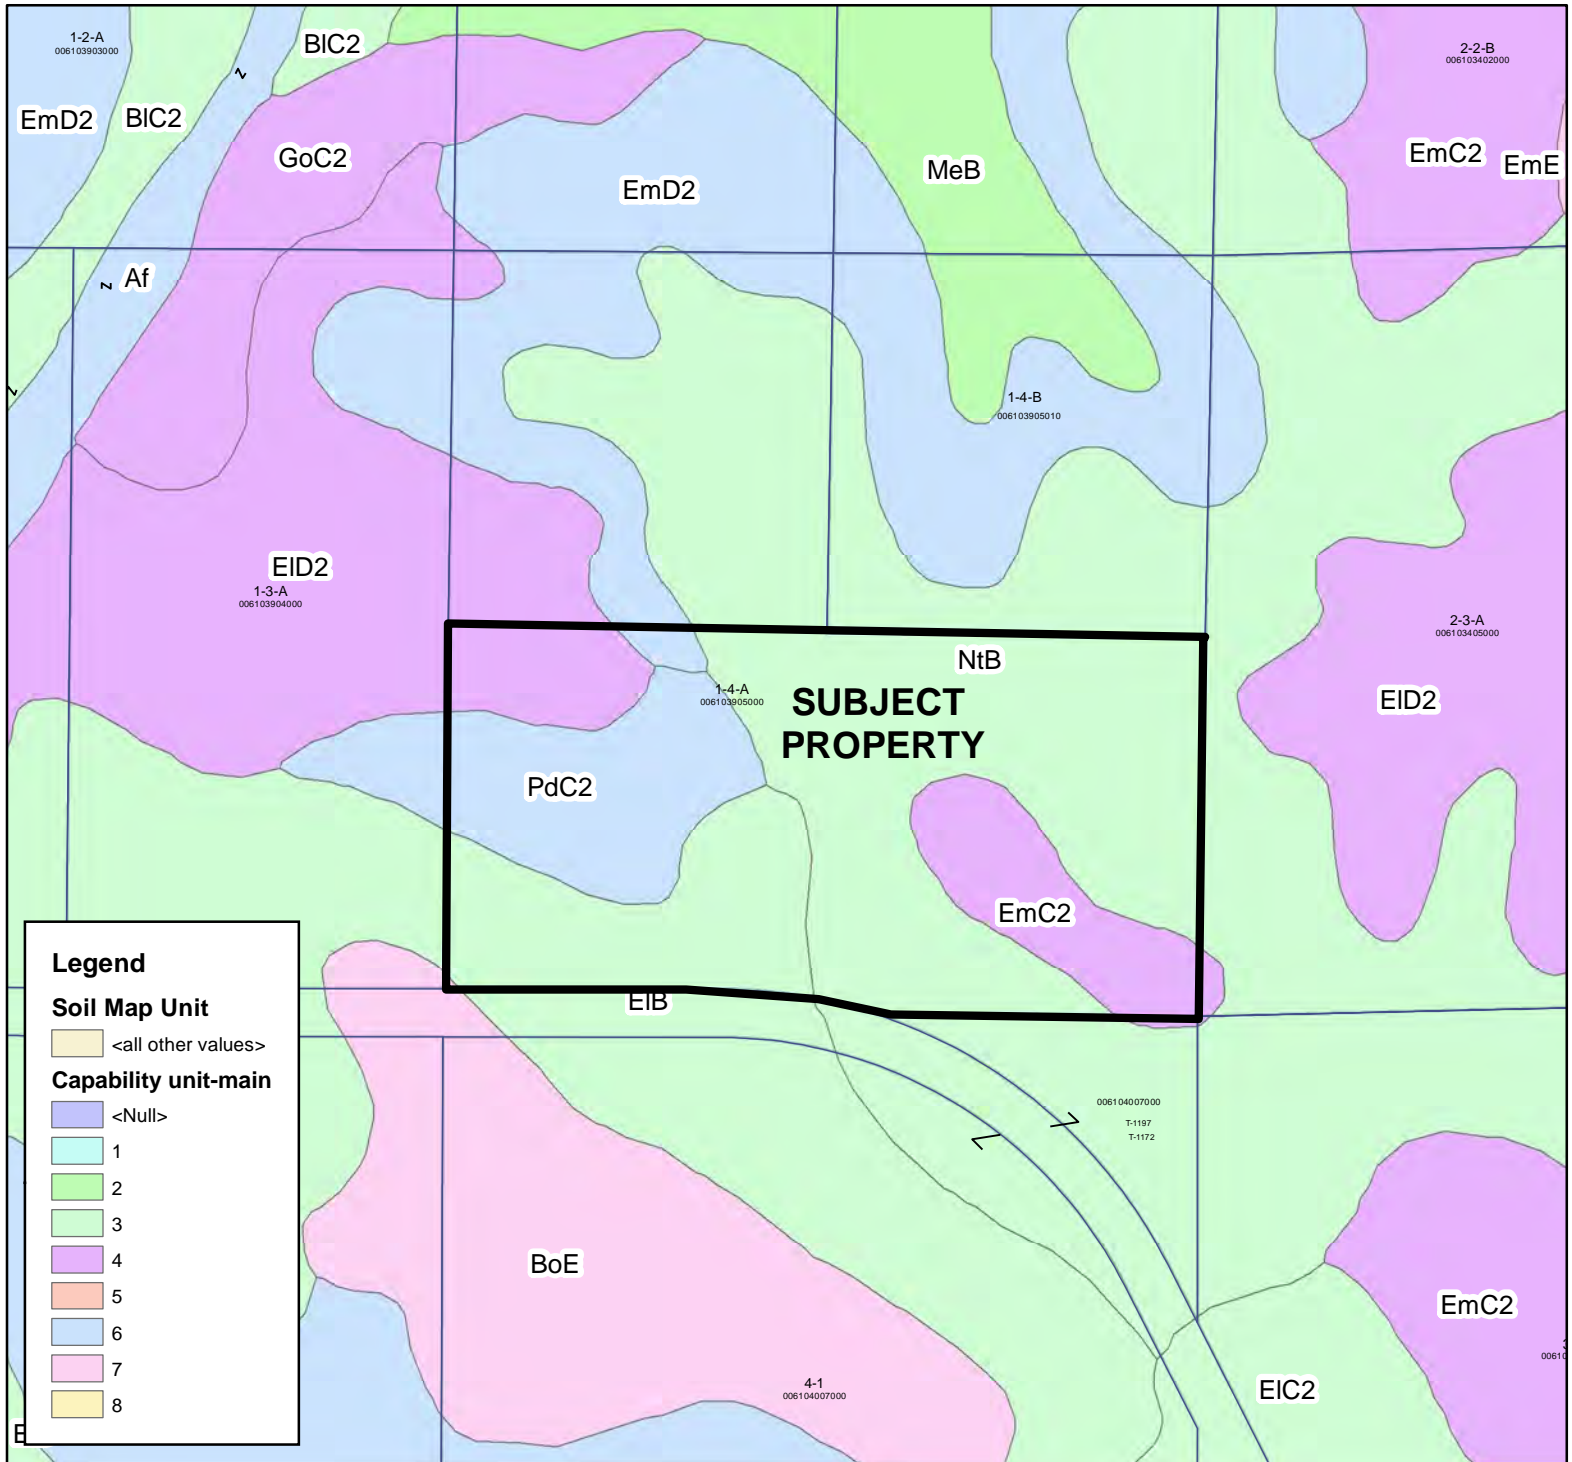 1-2-A
006103903000
BlC2
2-2-B
006103402000
EmD2
BlC2
GoC2
EmD2
MeB
EmC2
EmE
z
Af
z
z
1-4-B
006103905010
ElD2
1-3-A
006103904000
2-3-A
006103405000
NtB
1-4-A
006103905000
SUBJECT
PROPERTY
ElD2
PdC2
EmC2
ElB
Legend
Soil Map Unit
<all other values>
Capability unit-main
<Null>
1
2
3
4
5
6
7
8
006104007000
T-1197
T-1172
Z
Z
BoE
EmC2
0061
4-1
006104007000
ElC2
E